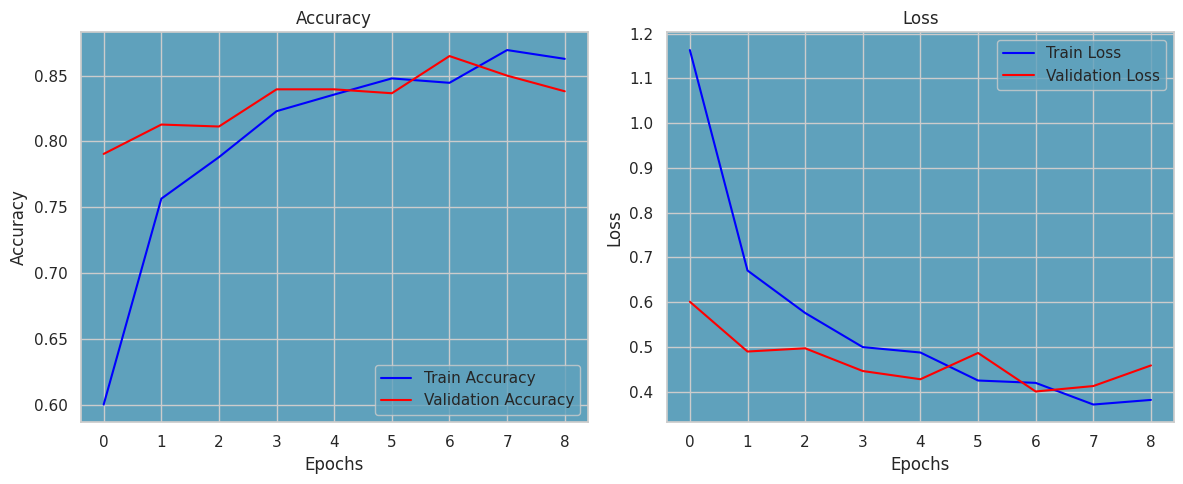 Accuracy
0.85
0.80
0.75
0.70
0.65
0.60
Accuracy
Train Accuracy
Validation Accuracy
0 1 2 3 4 5 6 7 8
Epochs
Loss
1.2
1.1
1.0
0.9
0.8
0.7
0.6
0.5
0.4
Loss
Train Loss
Validation Loss
0 1 2 3 4 5 6 7 8
Epochs